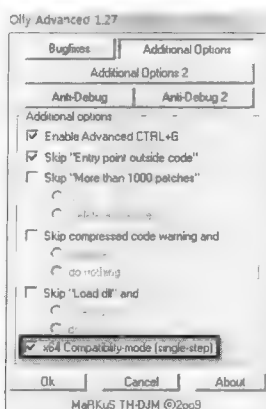 Olly Advanced 1.27
Bugfixes
Additional Options
Additional Options 2
Anti-Debug
Anti-Debug 2
Additional options
Enable Advanced CTRL+G
Skip "Entry point outside code"
Skip "More than 1000 patches"
Skip compressed code warning and
do nothing
Skip "Load dll" and
x64 Compatibily-mode (single-step)
Ok
Cancel
About
MaRKuS TH-DJM ©2oo9